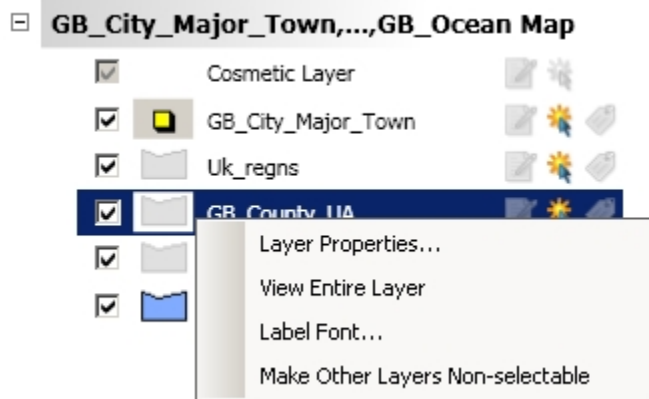 GB_City_Major_Town,...,GB_Ocean Map
Cosmetic Layer
GB_City_Major_Town
Uk_regns
GB_County_UA
Layer Properties...
View Entire Layer
Label Font...
Make Other Layers Non-selectable